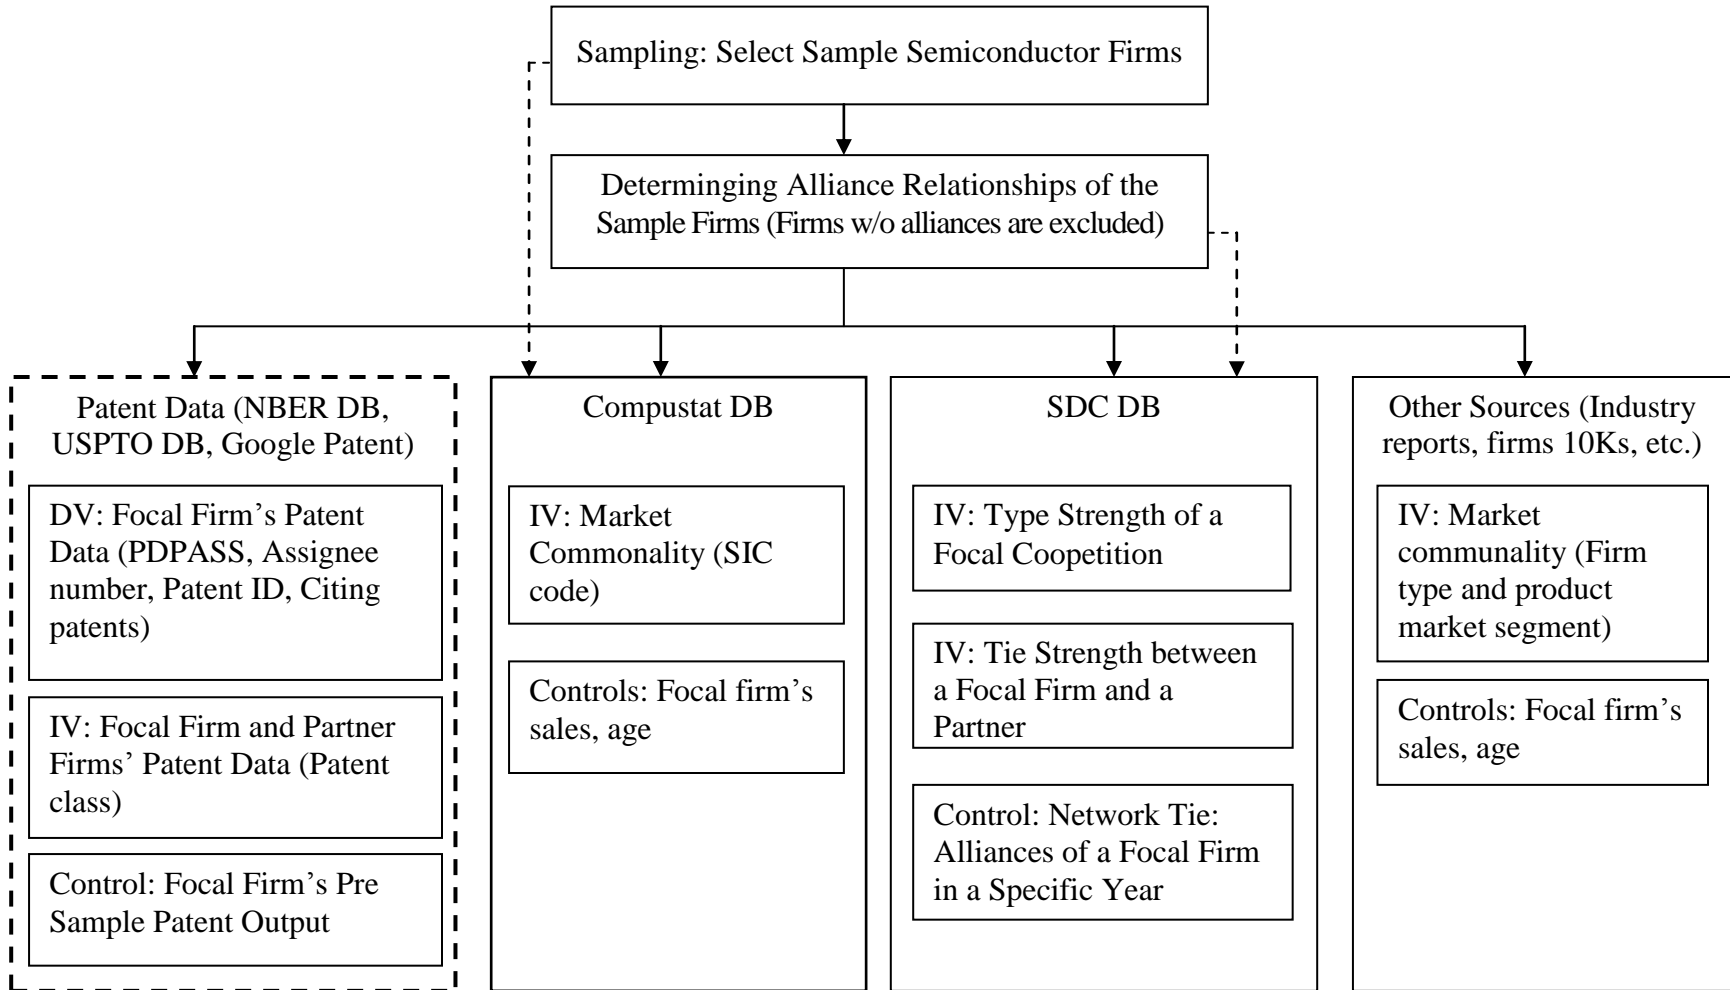 Sampling: Select Sample Semiconductor Firms
Determinging Alliance Relationships of the
Sample Firms (Firms w/o alliances are excluded)
Patent Data (NBER DB,
USPTO DB, Google Patent)
DV: Focal Firm’s Patent
Data (PDPASS, Assignee
number, Patent ID, Citing
patents)
IV: Focal Firm and Partner
Firms’ Patent Data (Patent
class)
Control: Focal Firm’s Pre
Sample Patent Output
Compustat DB
IV: Market
Commonality (SIC
code)
Controls: Focal firm’s
sales, age
SDC DB
IV: Type Strength of a
Focal Coopetition
IV: Tie Strength between
a Focal Firm and a
Partner
Control: Network Tie:
Alliances of a Focal Firm
in a Specific Year
Other Sources (Industry
reports, firms 10Ks, etc.)
IV: Market
communality (Firm
type and product
market segment)
Controls: Focal firm’s
sales, age